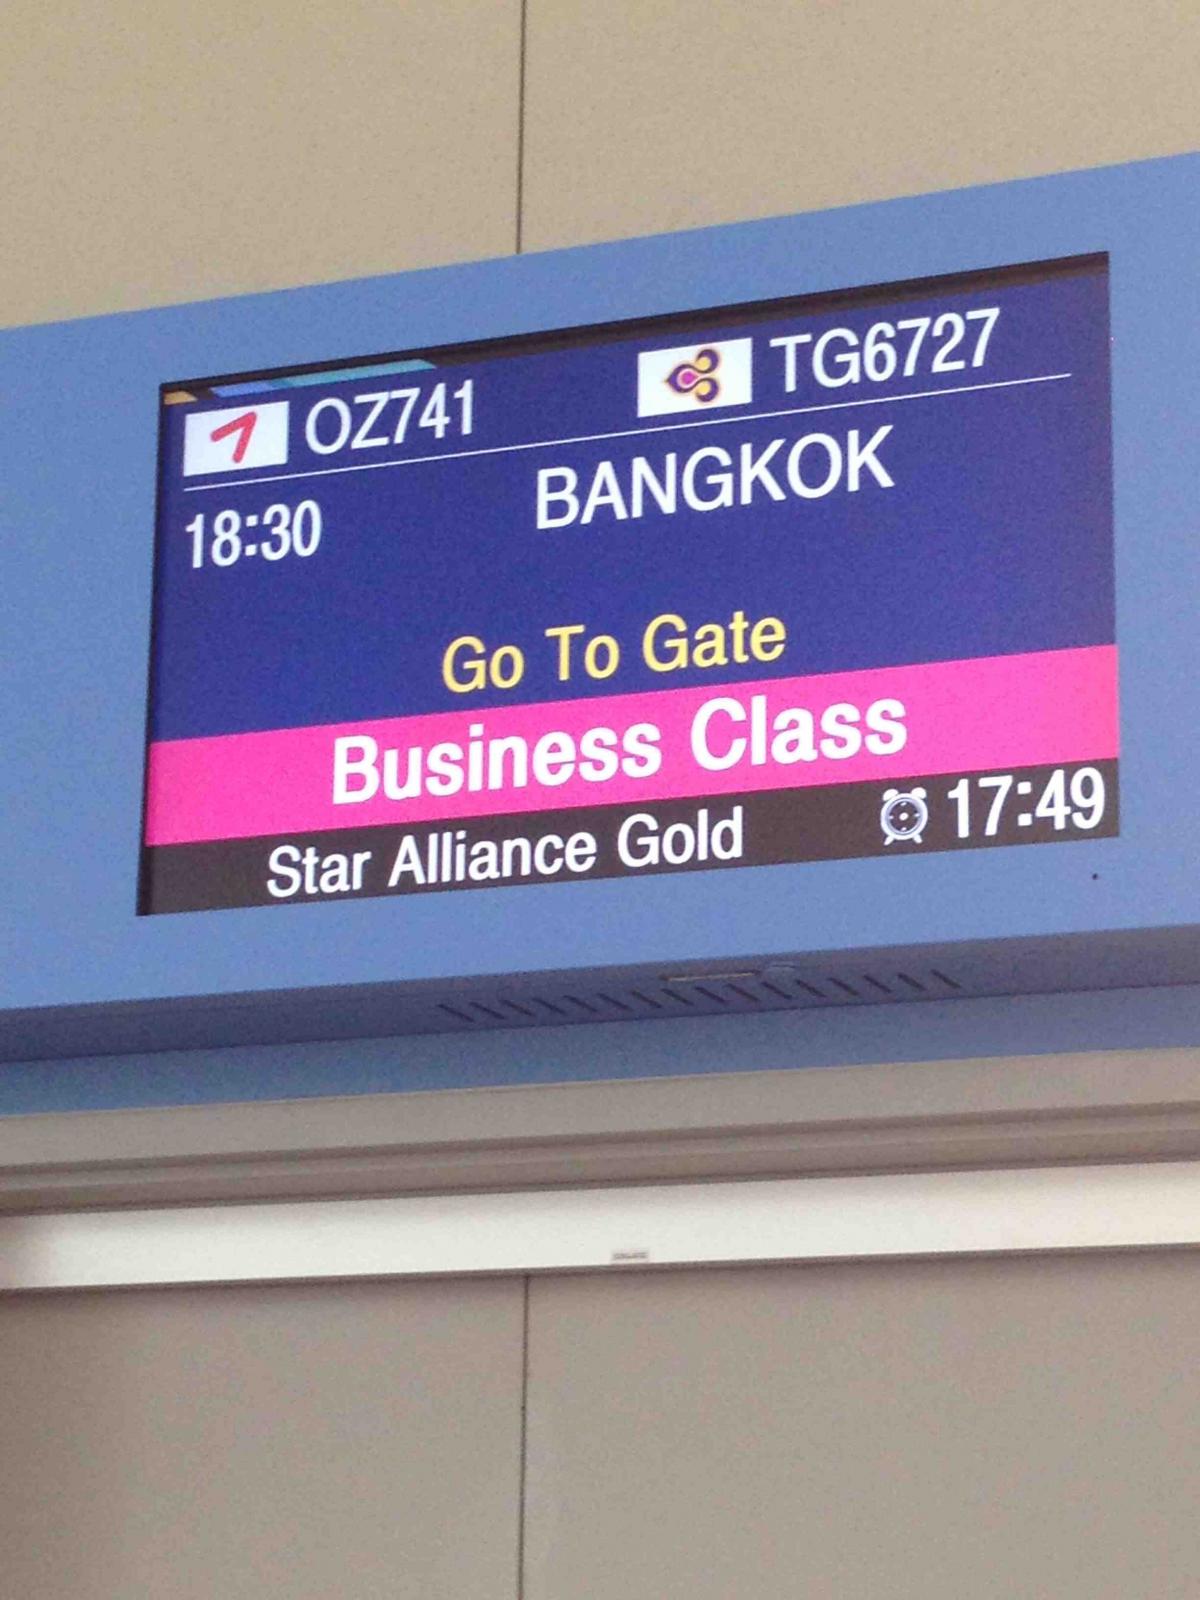 OZ741 TG6727
18:30 BANGKOK
Go To Gate
Business Class
Star Alliance Gold 17:49